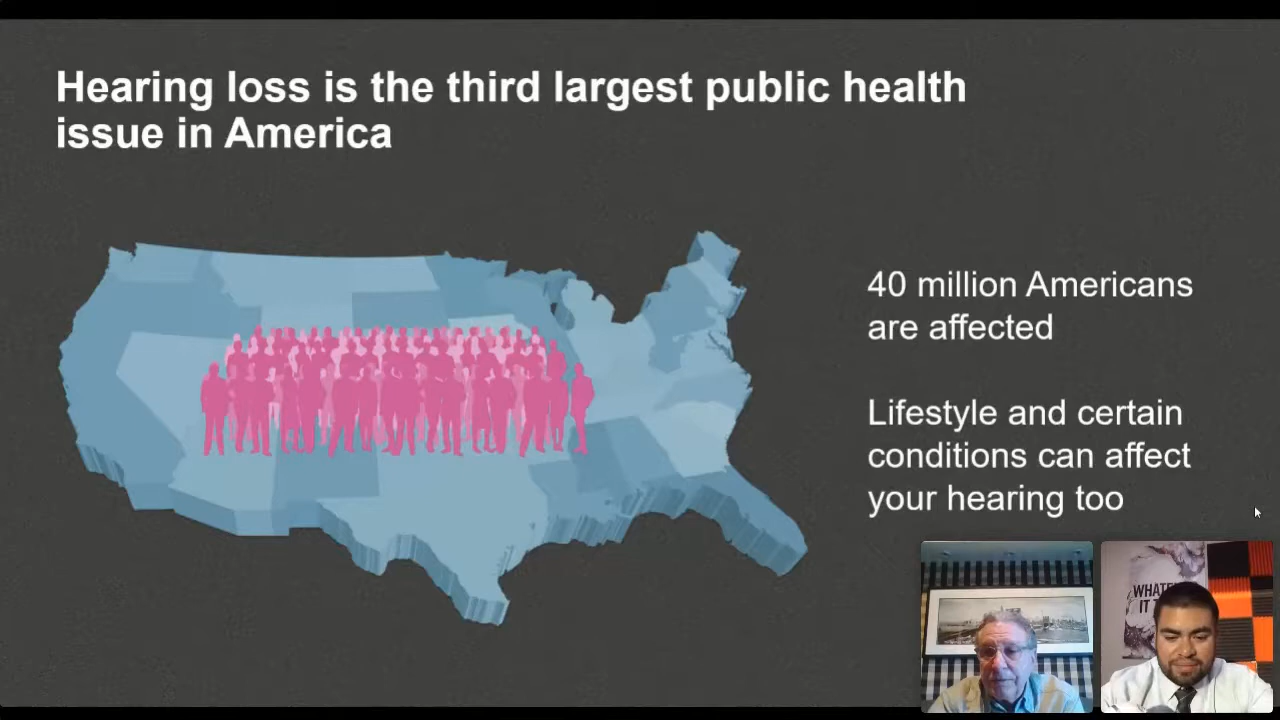 Hearing loss is the third largest public health
issue in America
40 million Americans
are affected
Lifestyle and certain
conditions can affect
your hearing too
IT